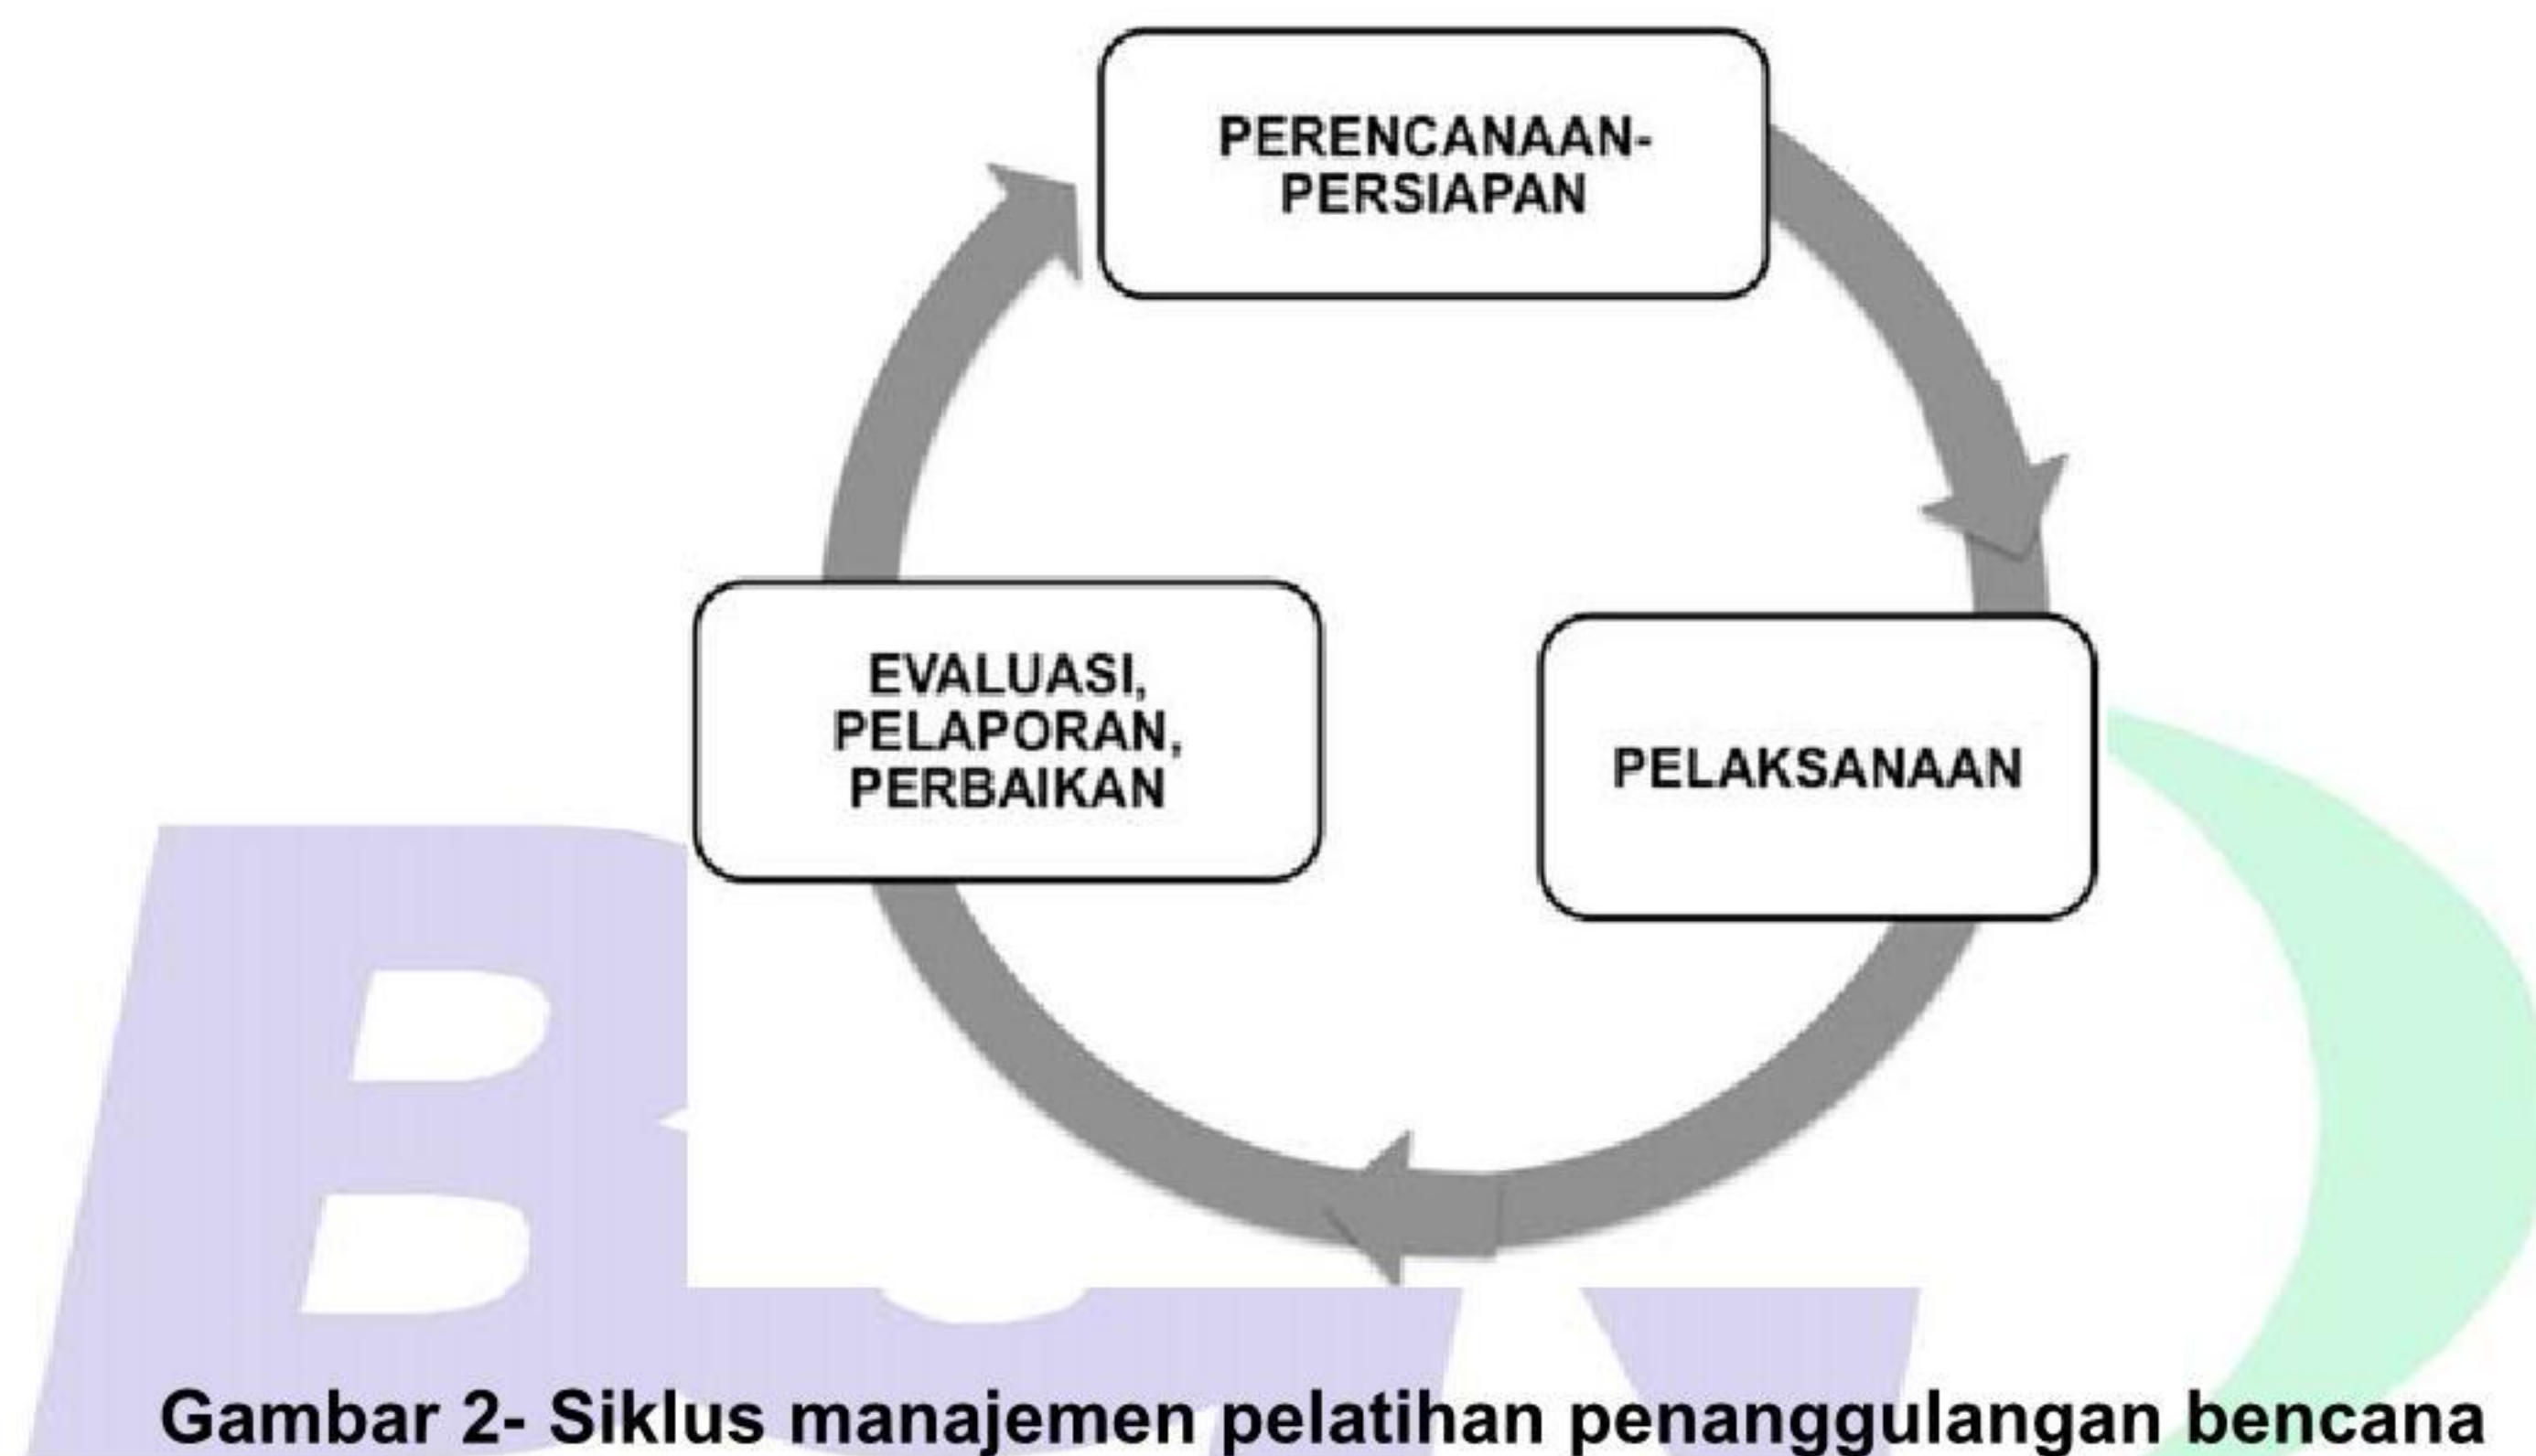 PERENCANAAN-
PERSIAPAN
EVALUASI,
PELAPORAN,
PERBAIKAN
PELAKSANAAN
Gambar 2- Siklus manajemen pelatihan penanggulangan bencana